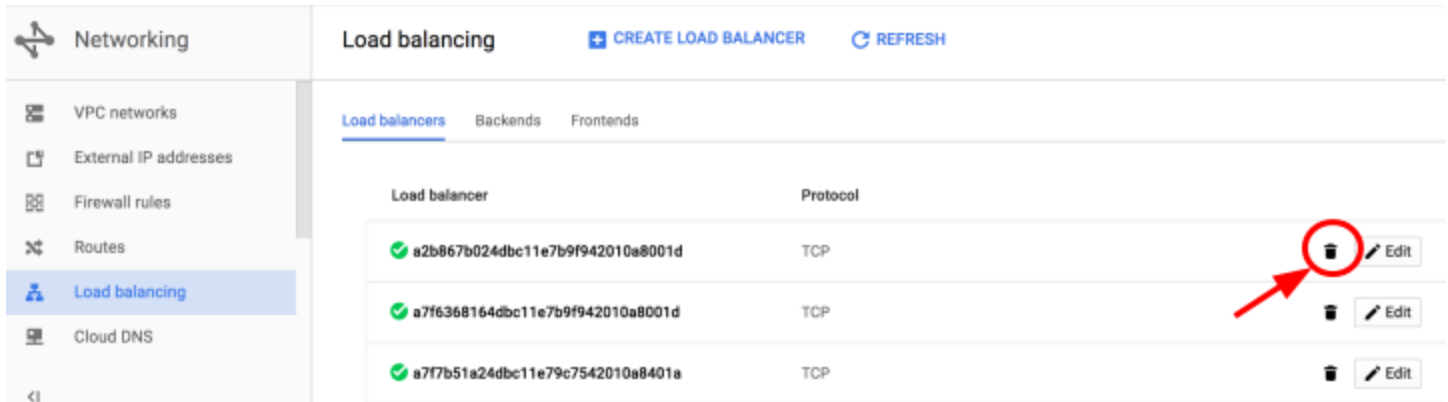 Networking
Load balancing
CREATE LOAD BALANCER
REFRESH
VPC networks
External IP addresses
Firewall rules
Routes
Load balancing
Cloud DNS
Load balancers Backends Frontends
Load balancer Protocol
a2b867b024dbc11e7b9f942010a8001d TCP Edit
a7f6368164dbc11e7b9f942010a8001d TCP Edit
a7f7b51a24dbc11e79c7542010a8401a TCP Edit